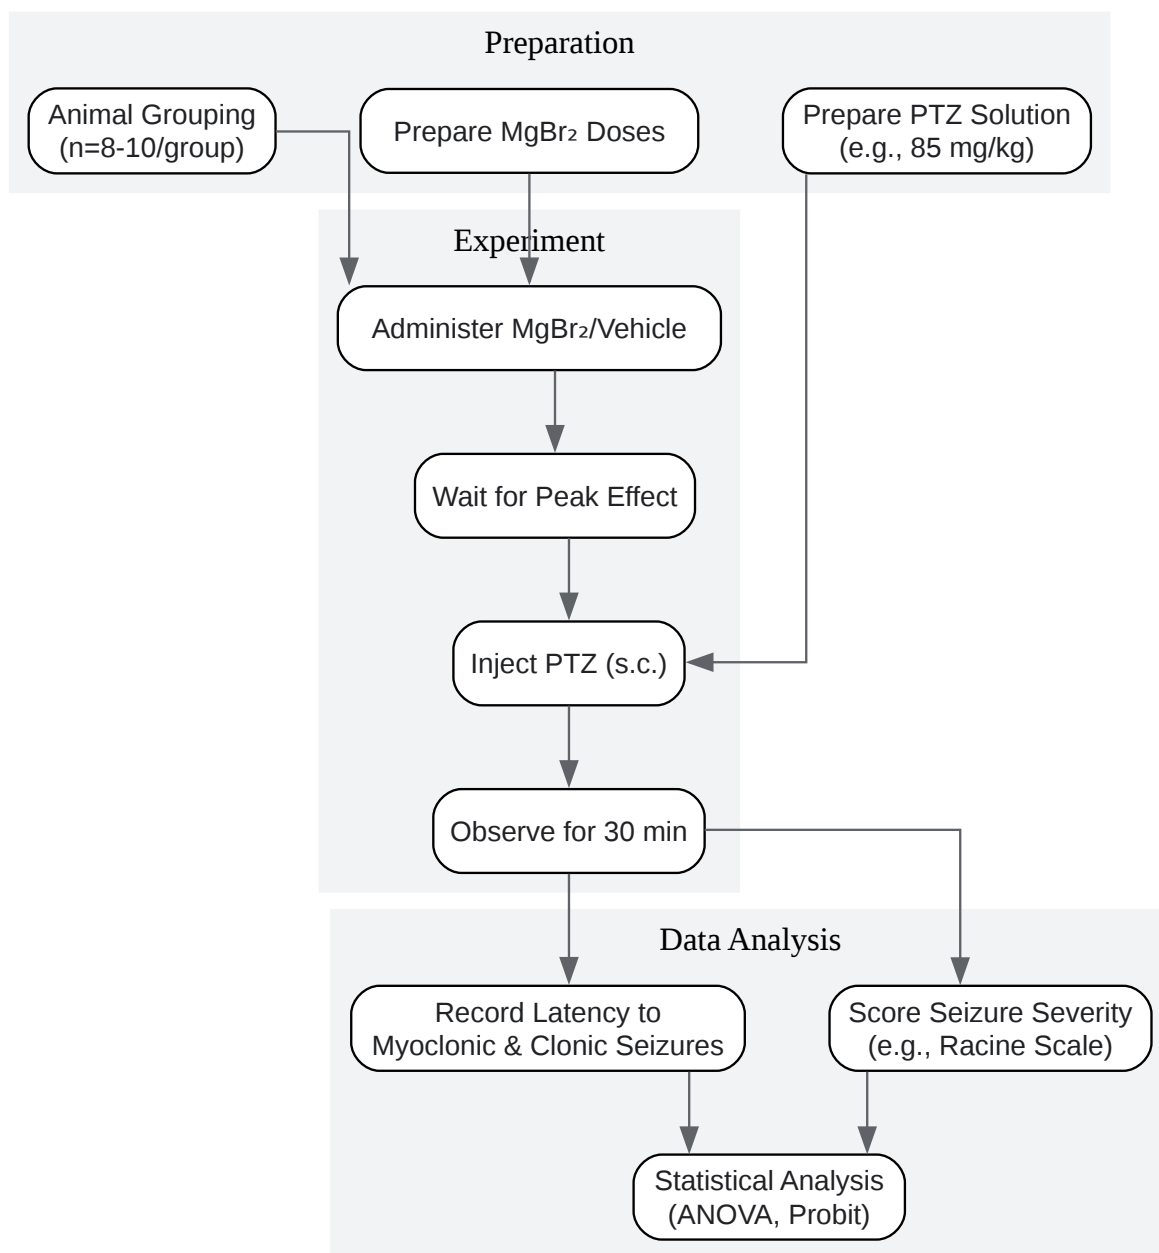 Preparation
Animal Grouping
(n=8-10/group)
Prepare MgBr₂ Doses
Prepare PTZ Solution
(e.g., 85 mg/kg)
Experiment
Administer MgBr₂/Vehicle
Wait for Peak Effect
Inject PTZ (s.c.)
Observe for 30 min
Data Analysis
Record Latency to
Myoclonic & Clonic Seizures
Score Seizure Severity
(e.g., Racine Scale)
Statistical Analysis
(ANOVA, Probit)